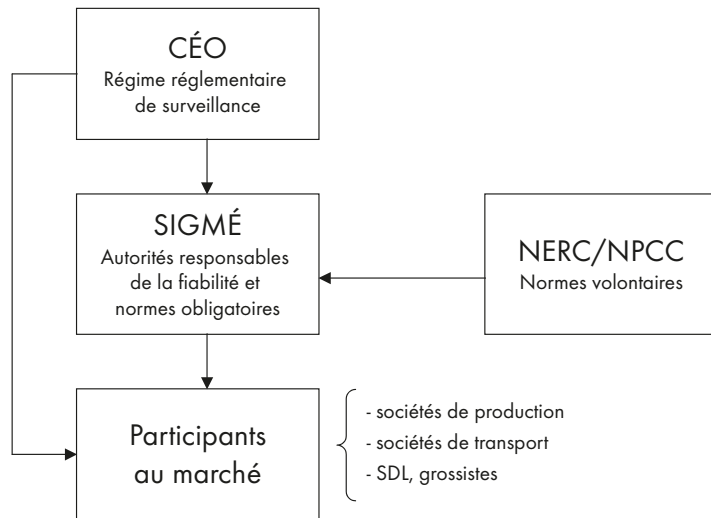 CÉO
Régime réglementaire
de surveillance
SIGMÉ
Autorités responsables
de la fiabilité et
normes obligatoires
NERC/NPCC
Normes volontaires
Participants
au marché
- sociétés de production
- sociétés de transport
- SDL, grossistes